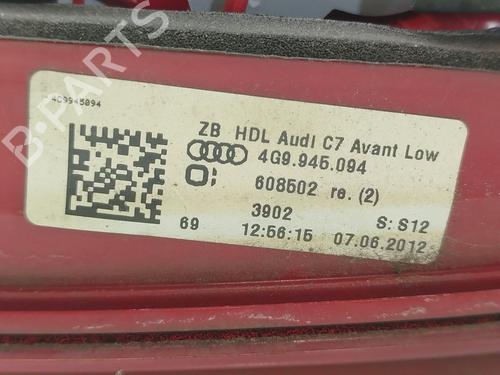 4G9945094
ZB HDL Audi C7 Avant Low
4G9.945.094
608502 re. (2)
3902 S: S12
69 12:56:15 07.06.2012
B-Parts